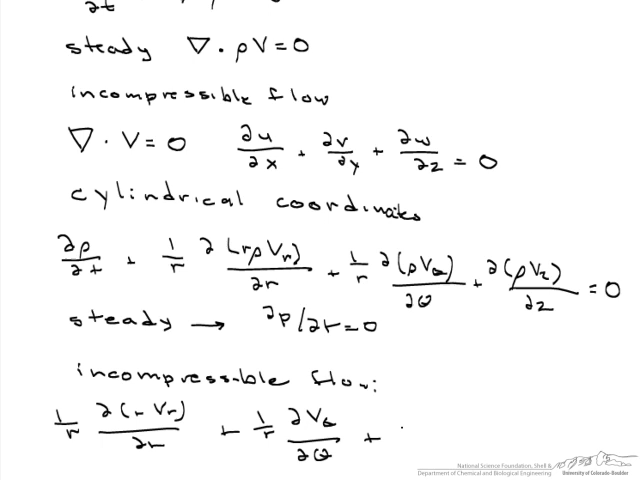 ∂t
steady ∇ · ρV = 0
incompressible flow
∇ · V = 0 ∂u/∂x + ∂v/∂y + ∂w/∂z = 0
cylindrical coordinates
∂ρ/∂t + 1/r ∂(rρVr)/∂r + 1/r ∂(ρVθ)/∂θ + ∂(ρVz)/∂z = 0
steady → ∂ρ/∂t = 0
incompressible flow:
1/r ∂(r Vr)/∂r + 1/r ∂Vθ/∂θ +
National Science Foundation, Shell &
Department of Chemical and Biological Engineering
University of Colorado-Boulder